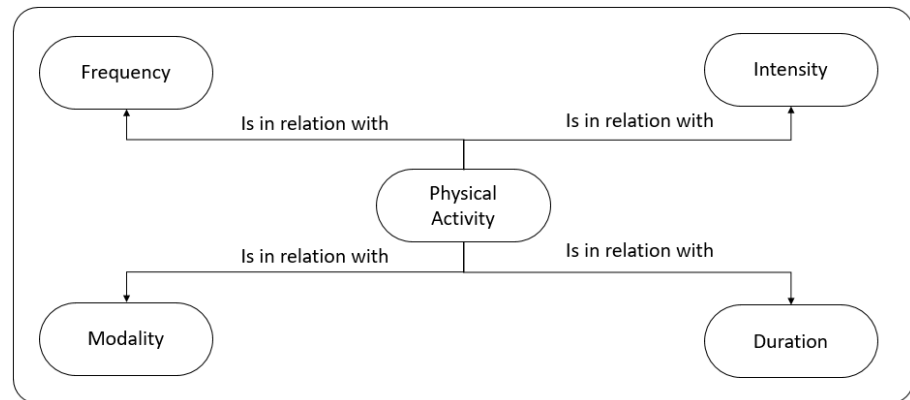 Frequency
Intensity
Is in relation with
Is in relation with
Physical
Activity
Is in relation with
Is in relation with
Modality
Duration